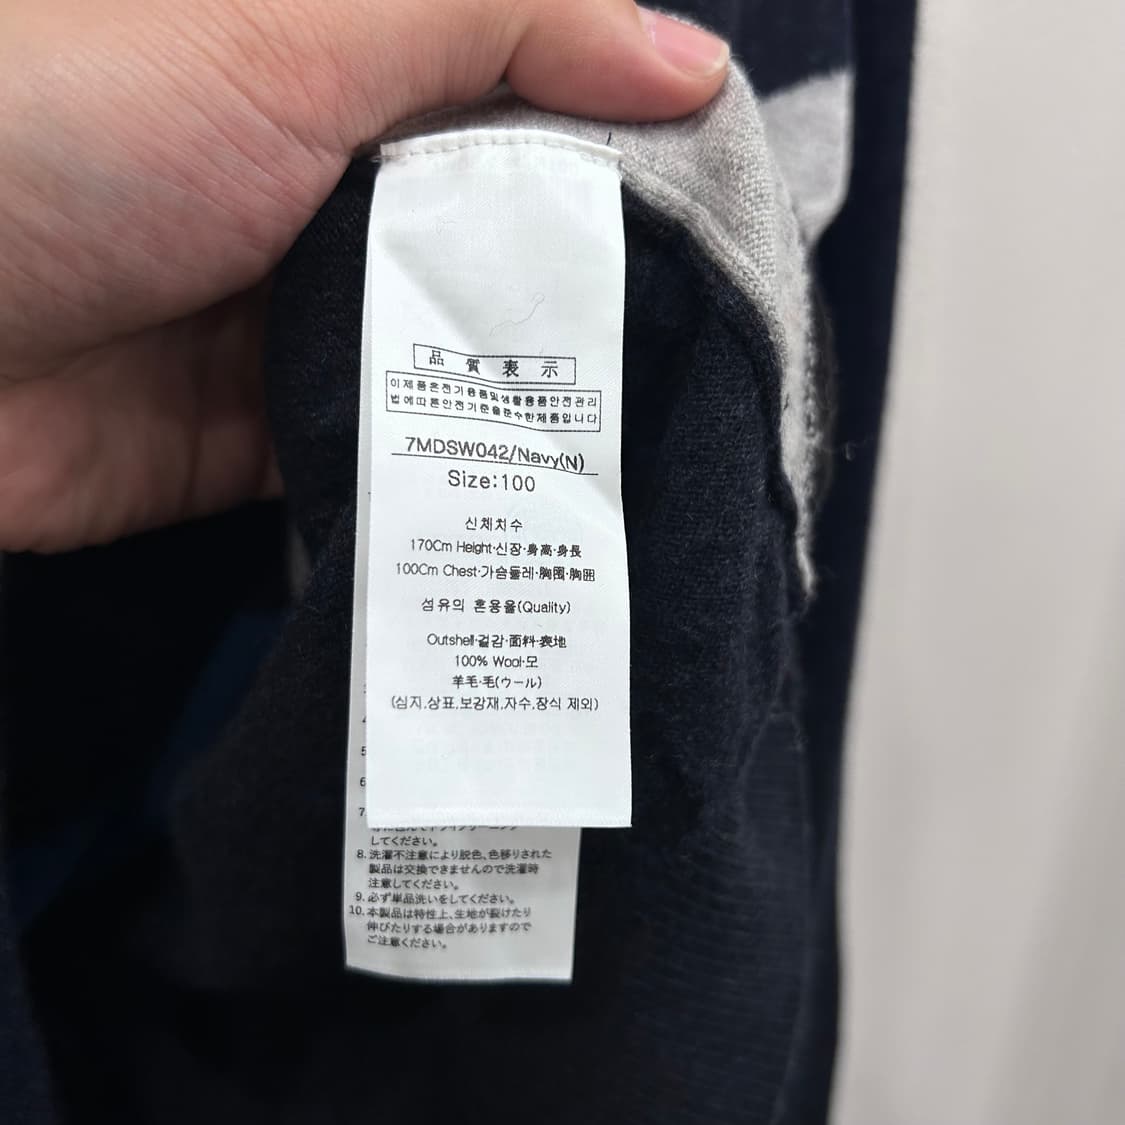 品 質 表 示
이제품은전기용품및생활용품안전관리
법에따른안전기준을준수한제품입니다
7MDSW042/Navy(N)
Size:100
신체치수
170Cm Height·신장·身高·身長
100Cm Chest·가슴둘레·胸围·胸囲
섬유의 혼용율(Quality)
Outshell·겉감·面料·表地
100% Wool·모
羊毛·毛(ウール)
(심지,상표,보강재,자수,장식 제외)
5
6
7
してください。
8. 洗濯不注意により脱色、色移りされた
製品は交換できませんので洗濯時
注意してください。
9. 必ず単品洗いをしてください。
10. 本製品は特性上、生地が裂けたり
伸びたりする場合がありますので
ご注意ください。